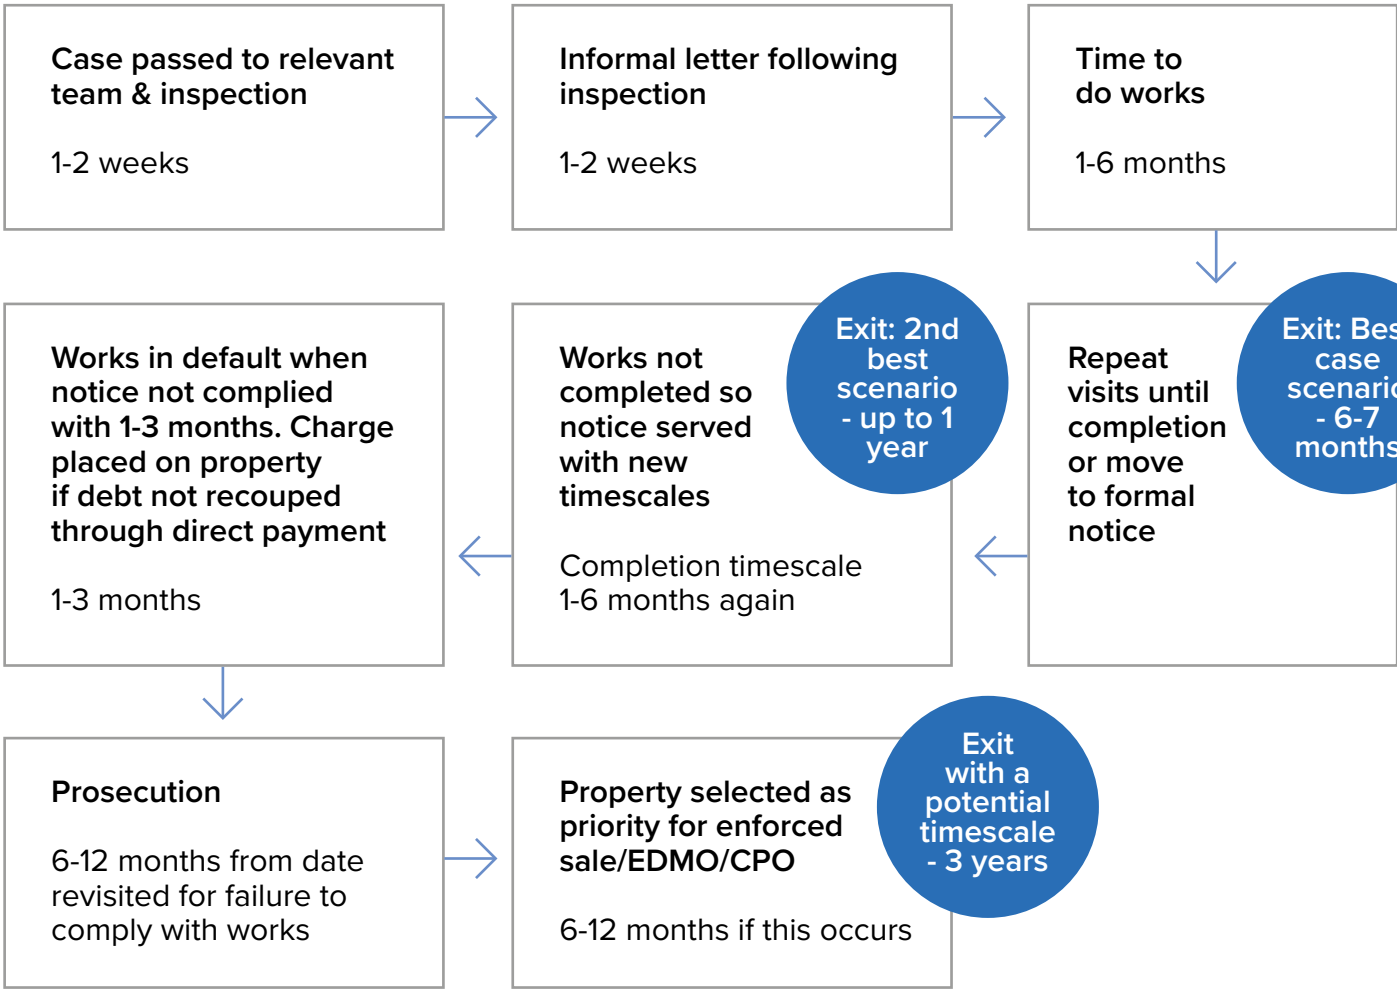 Case passed to relevant
team & inspection
1-2 weeks
Informal letter following
inspection
1-2 weeks
Time to
do works
1-6 months
Repeat
visits until
completion
or move
to formal
notice
Exit: Bes
case
scenario
- 6-7
months
Works not
completed so
notice served
with new
timescales
Completion timescale
1-6 months again
Exit: 2nd
best
scenario
- up to 1
year
Works in default when
notice not complied
with 1-3 months. Charge
placed on property
if debt not recouped
through direct payment
1-3 months
Prosecution
6-12 months from date
revisited for failure to
comply with works
Property selected as
priority for enforced
sale/EDMO/CPO
6-12 months if this occurs
Exit
with a
potential
timescale
- 3 years